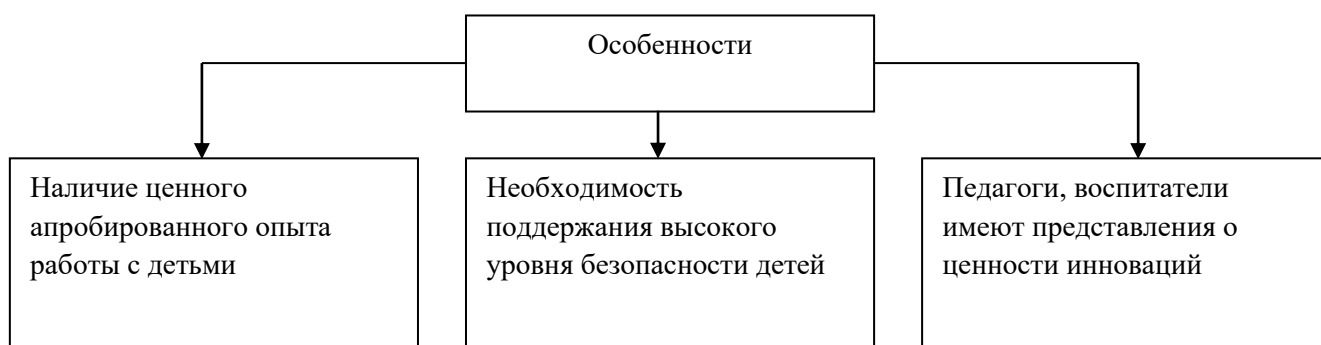 Особенности
Наличие ценного
апробированного опыта
работы с детьми
Необходимость
поддержания высокого
уровня безопасности детей
Педагоги, воспитатели
имеют представления о
ценности инноваций